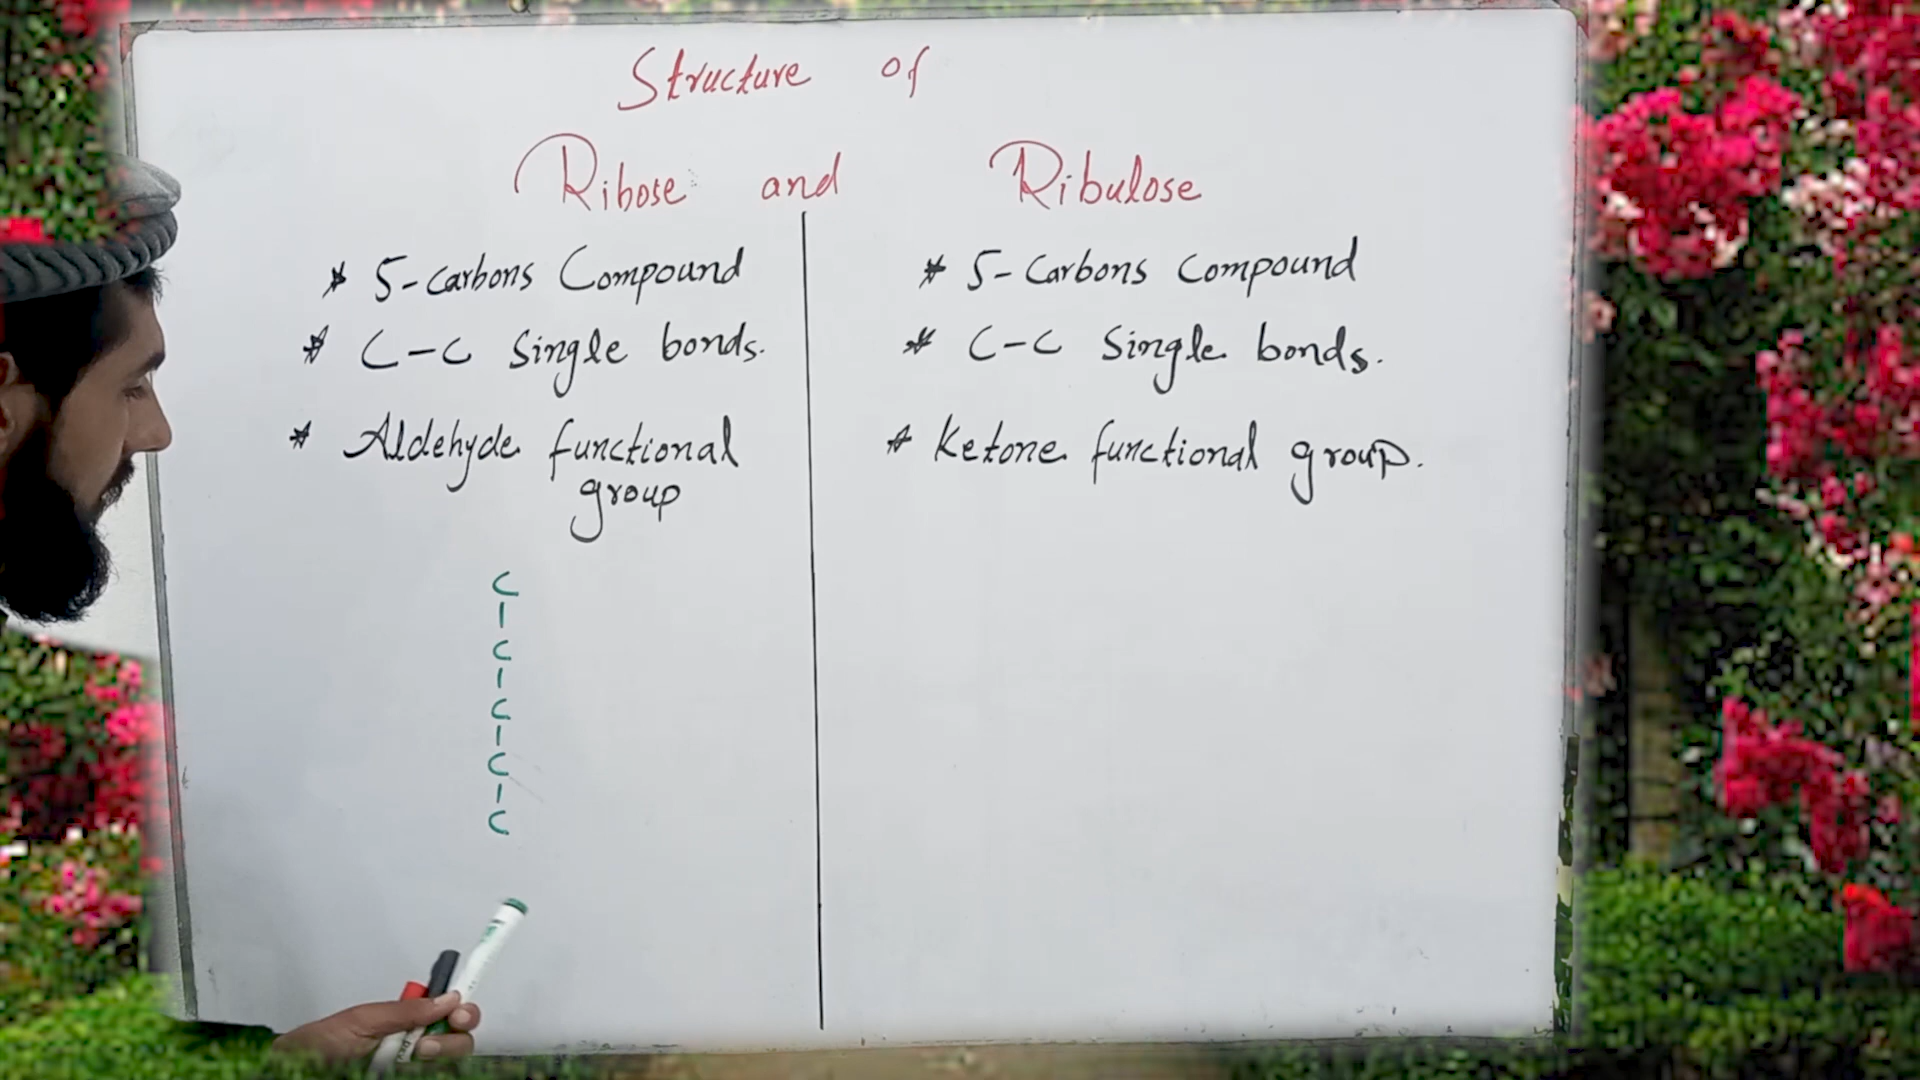 Structure of
Ribose and Ribulose
* 5-Carbons Compound
* C-C Single bonds.
* Aldehyde functional
group
C
|
C
|
C
|
C
|
C
* 5-Carbons Compound
* C-C Single bonds.
* Ketone functional group.